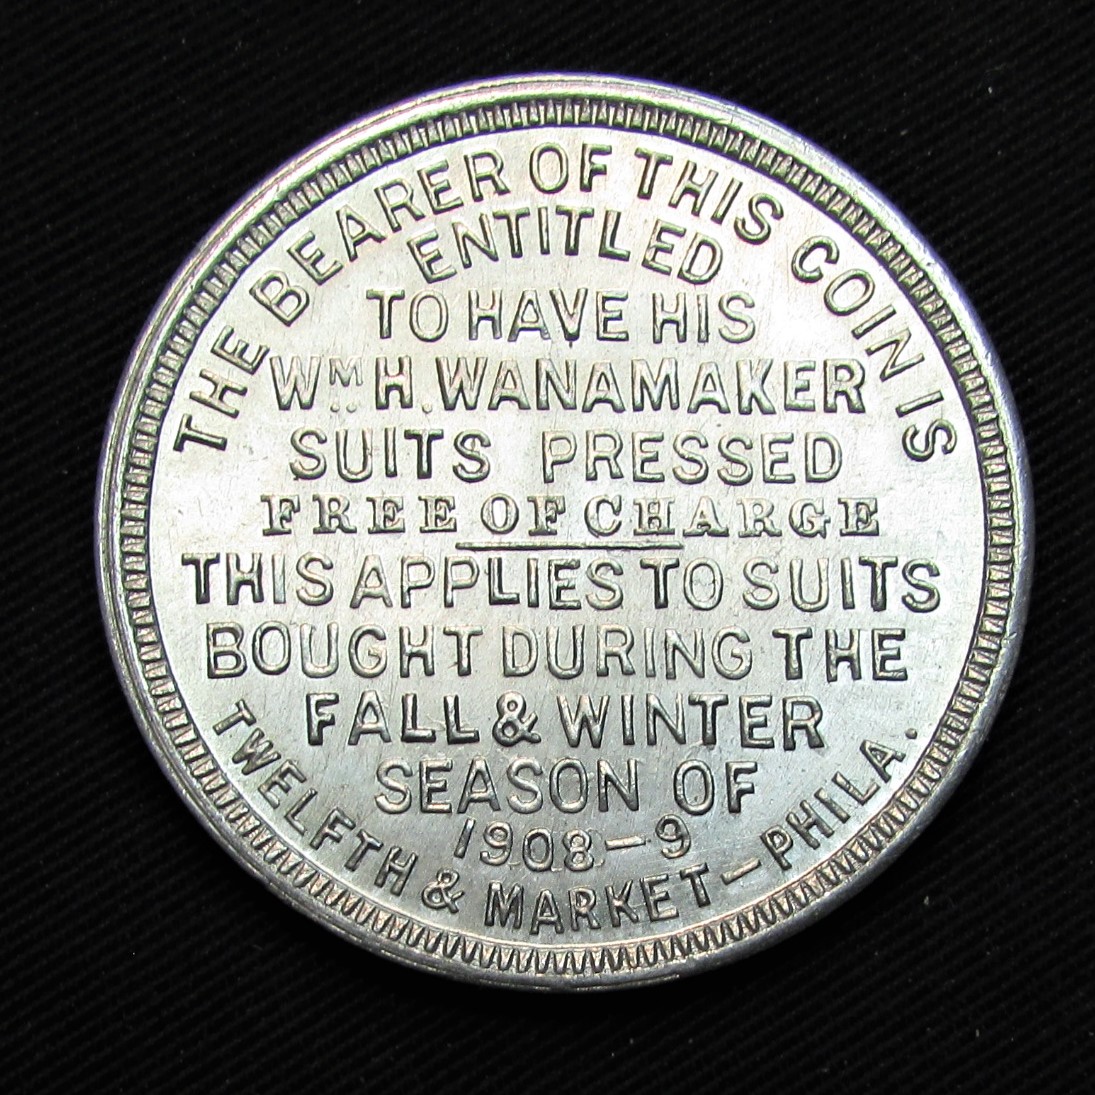 THE BEARER OF THIS COIN IS
ENTITLED
TO HAVE HIS
WM H. WANAMAKER
SUITS PRESSED
FREE OF CHARGE
THIS APPLIES TO SUITS
BOUGHT DURING THE
FALL & WINTER
SEASON OF
1908-9
TWELFTH & MARKET - PHILA.